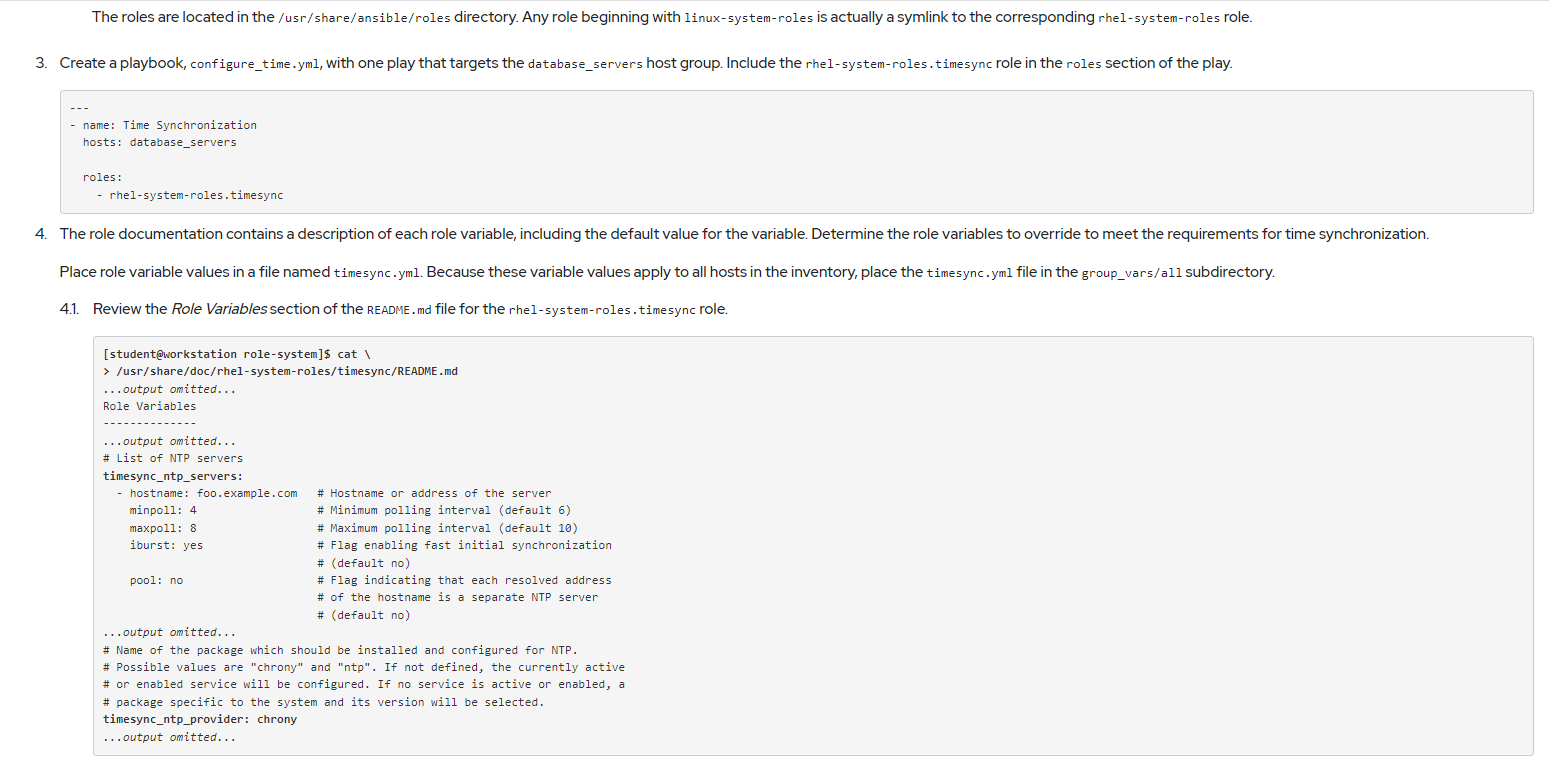 The roles are located in the /usr/share/ansible/roles directory. Any role beginning with linux-system-roles is actually a symlink to the corresponding rhel-system-roles role.
3. Create a playbook, configure_time.yml, with one play that targets the database_servers host group. Include the rhel-system-roles.timesync role in the roles section of the play.
---
- name: Time Synchronization
  hosts: database_servers

  roles:
    - rhel-system-roles.timesync
4. The role documentation contains a description of each role variable, including the default value for the variable. Determine the role variables to override to meet the requirements for time synchronization.
Place role variable values in a file named timesync.yml. Because these variable values apply to all hosts in the inventory, place the timesync.yml file in the group_vars/all subdirectory.
4.1. Review the Role Variables section of the README.md file for the rhel-system-roles.timesync role.
[student@workstation role-system]$ cat \
> /usr/share/doc/rhel-system-roles/timesync/README.md
...output omitted...
Role Variables
--------------
...output omitted...
# List of NTP servers
timesync_ntp_servers:
  - hostname: foo.example.com   # Hostname or address of the server
    minpoll: 4                  # Minimum polling interval (default 6)
    maxpoll: 8                  # Maximum polling interval (default 10)
    iburst: yes                 # Flag enabling fast initial synchronization
                                # (default no)
    pool: no                    # Flag indicating that each resolved address
                                # of the hostname is a separate NTP server
                                # (default no)
...output omitted...
# Name of the package which should be installed and configured for NTP.
# Possible values are "chrony" and "ntp". If not defined, the currently active
# or enabled service will be configured. If no service is active or enabled, a
# package specific to the system and its version will be selected.
timesync_ntp_provider: chrony
...output omitted...